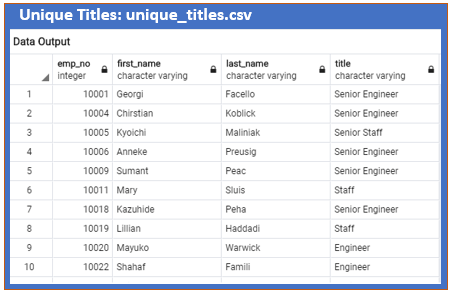 Unique Titles: unique_titles.csv
Data Output
emp_no integer first_name character varying last_name character varying title character varying
1 10001 Georgi Facello Senior Engineer
2 10004 Chirstian Koblick Senior Engineer
3 10005 Kyoichi Maliniak Senior Staff
4 10006 Anneke Preusig Senior Engineer
5 10009 Sumant Peac Senior Engineer
6 10011 Mary Sluis Staff
7 10018 Kazuhide Peha Senior Engineer
8 10019 Lillian Haddadi Staff
9 10020 Mayuko Warwick Engineer
10 10022 Shahaf Famili Engineer